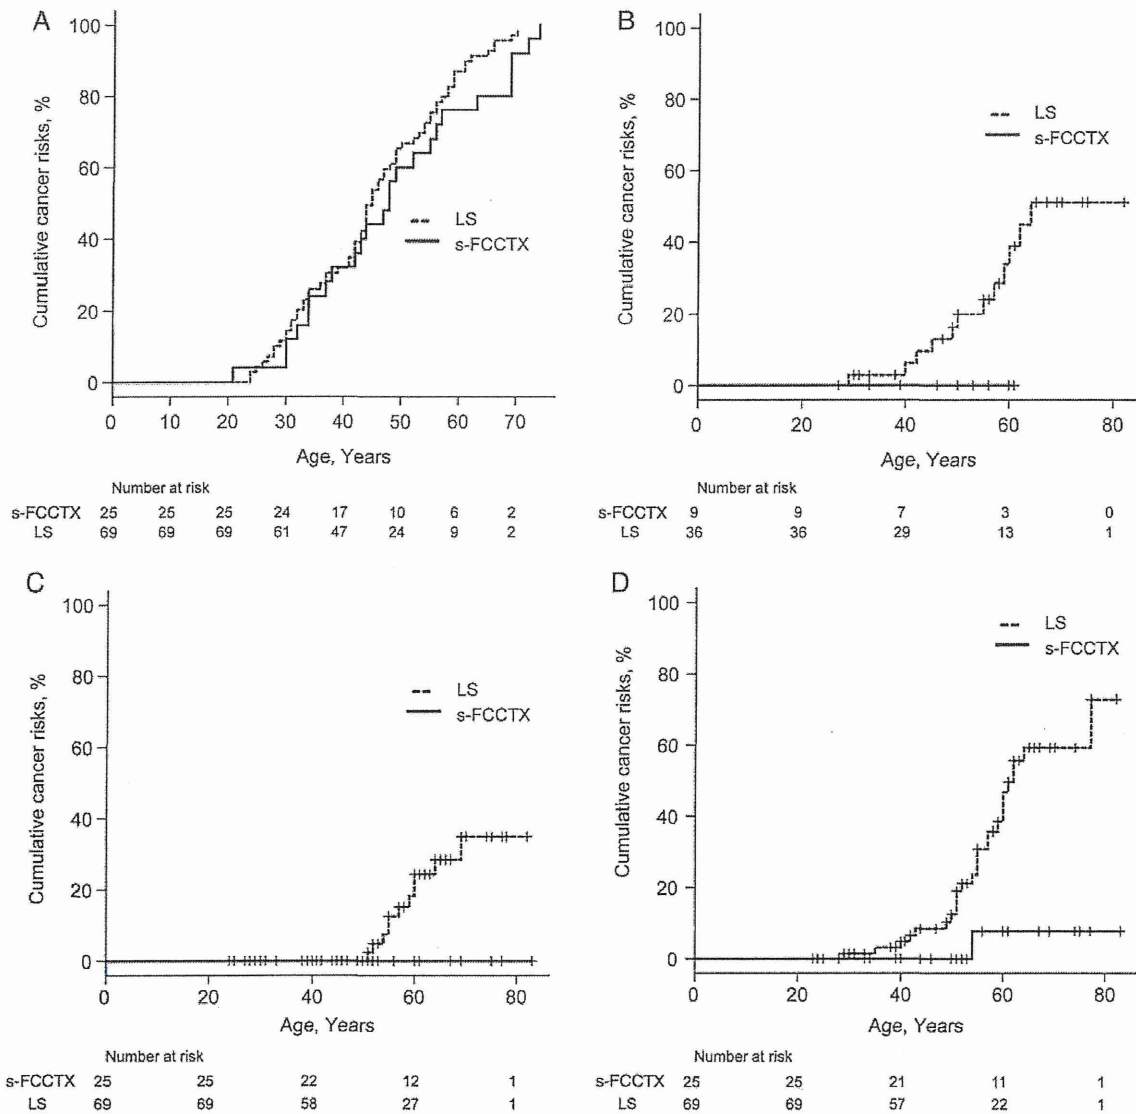 A
Cumulative cancer risks, %
100
80
60
40
20
0
LS
s-FCCTX
0 10 20 30 40 50 60 70
Age, Years
Number at risk
s-FCCTX 25 25 25 24 17 10 6 2
LS 69 69 69 61 47 24 9 2
B
Cumulative cancer risks, %
100
80
60
40
20
0
LS
s-FCCTX
0 20 40 60 80
Age, Years
Number at risk
s-FCCTX 9 9 7 3 0
LS 36 36 29 13 1
C
Cumulative cancer risks, %
100
80
60
40
20
0
LS
s-FCCTX
0 20 40 60 80
Age, Years
Number at risk
s-FCCTX 25 25 22 12 1
LS 69 69 58 27 1
D
Cumulative cancer risks, %
100
80
60
40
20
0
LS
s-FCCTX
0 20 40 60 80
Age, Years
Number at risk
s-FCCTX 25 25 21 11 1
LS 69 69 57 22 1